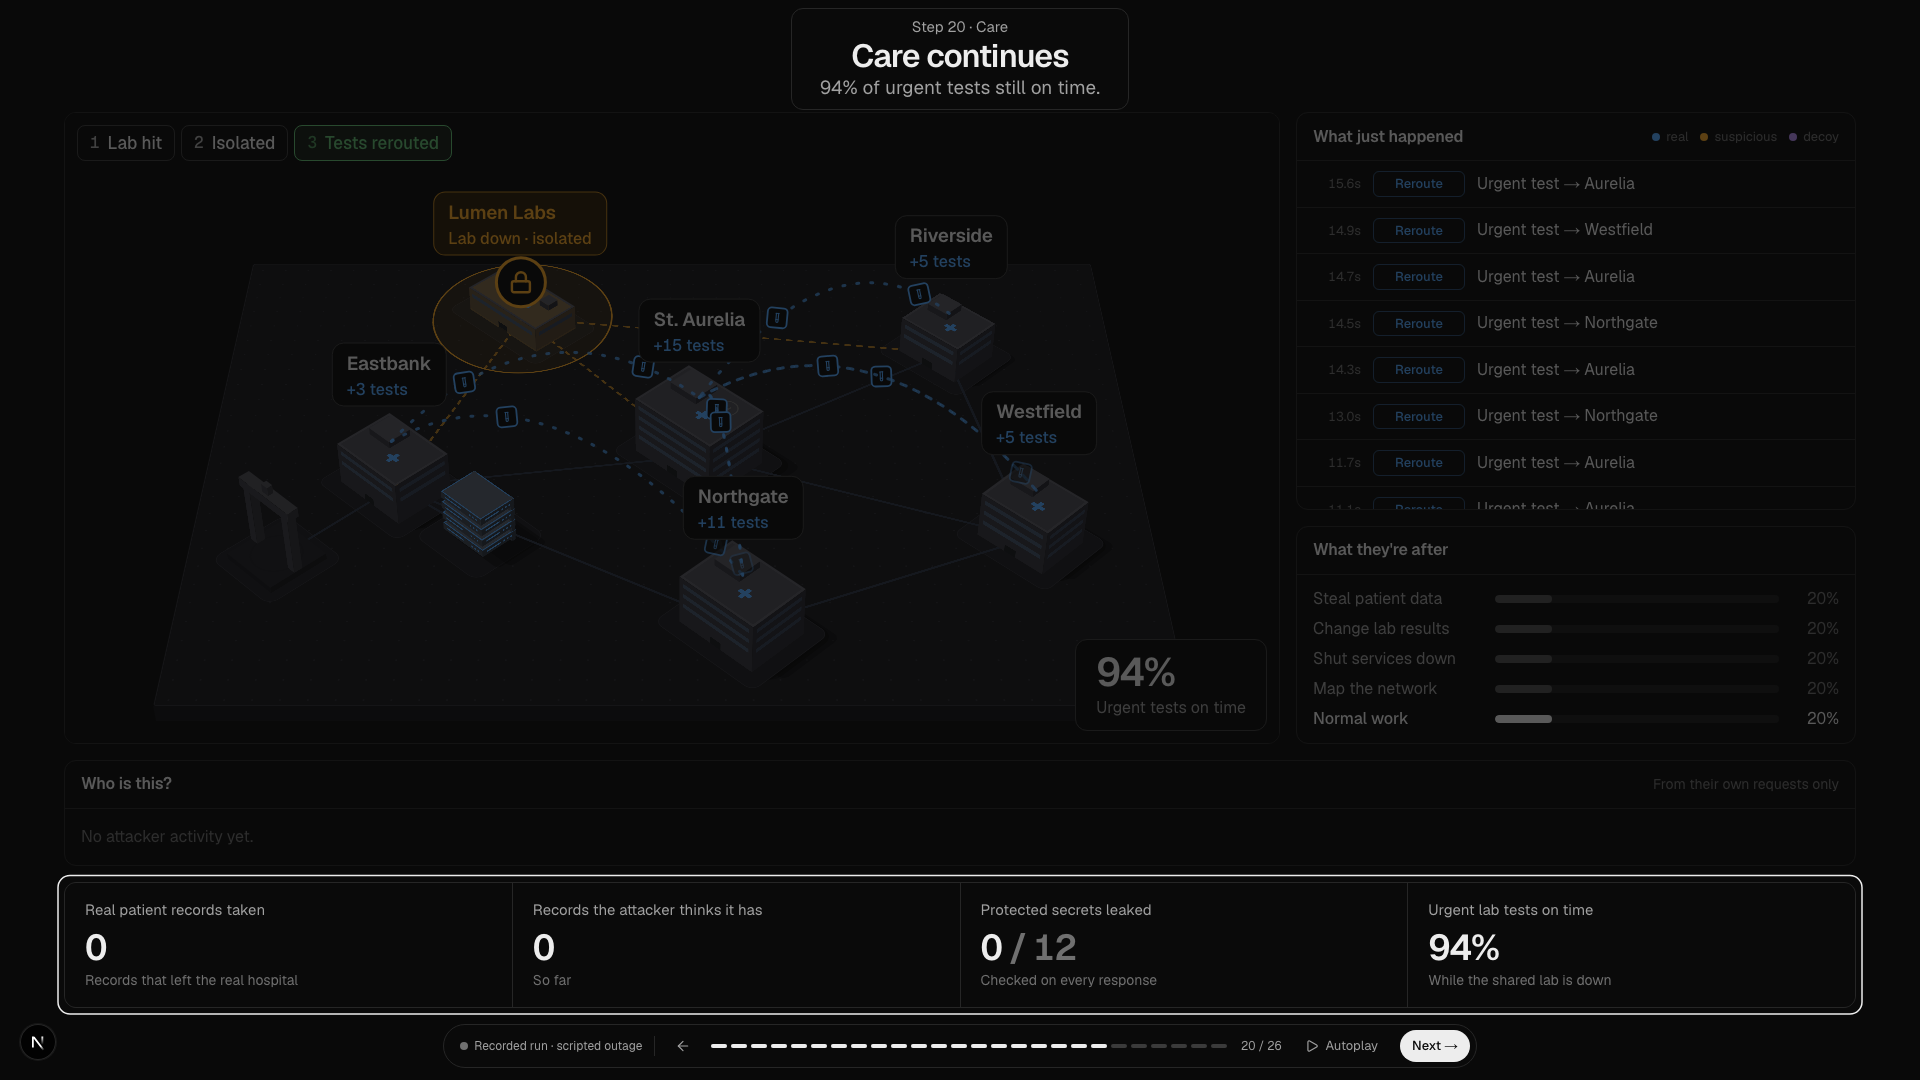 Step 20 · Care
Care continues
94% of urgent tests still on time.
1 Lab hit
2 Isolated
3 Tests rerouted
Lumen Labs
Lab down · isolated
Riverside
+5 tests
St. Aurelia
+15 tests
Eastbank
+3 tests
Westfield
+5 tests
Northgate
+11 tests
94%
Urgent tests on time
What just happened
real
suspicious
decoy
15.6s Reroute Urgent test → Aurelia
14.9s Reroute Urgent test → Westfield
14.7s Reroute Urgent test → Aurelia
14.5s Reroute Urgent test → Northgate
14.3s Reroute Urgent test → Aurelia
13.0s Reroute Urgent test → Northgate
11.7s Reroute Urgent test → Aurelia
11.1s Reroute Urgent test → Aurelia
What they're after
Steal patient data 20%
Change lab results 20%
Shut services down 20%
Map the network 20%
Normal work 20%
Who is this?
From their own requests only
No attacker activity yet.
Real patient records taken
0
Records that left the real hospital
Records the attacker thinks it has
0
So far
Protected secrets leaked
0 / 12
Checked on every response
Urgent lab tests on time
94%
While the shared lab is down
N
Recorded run · scripted outage
←
20 / 26
Autoplay
Next →